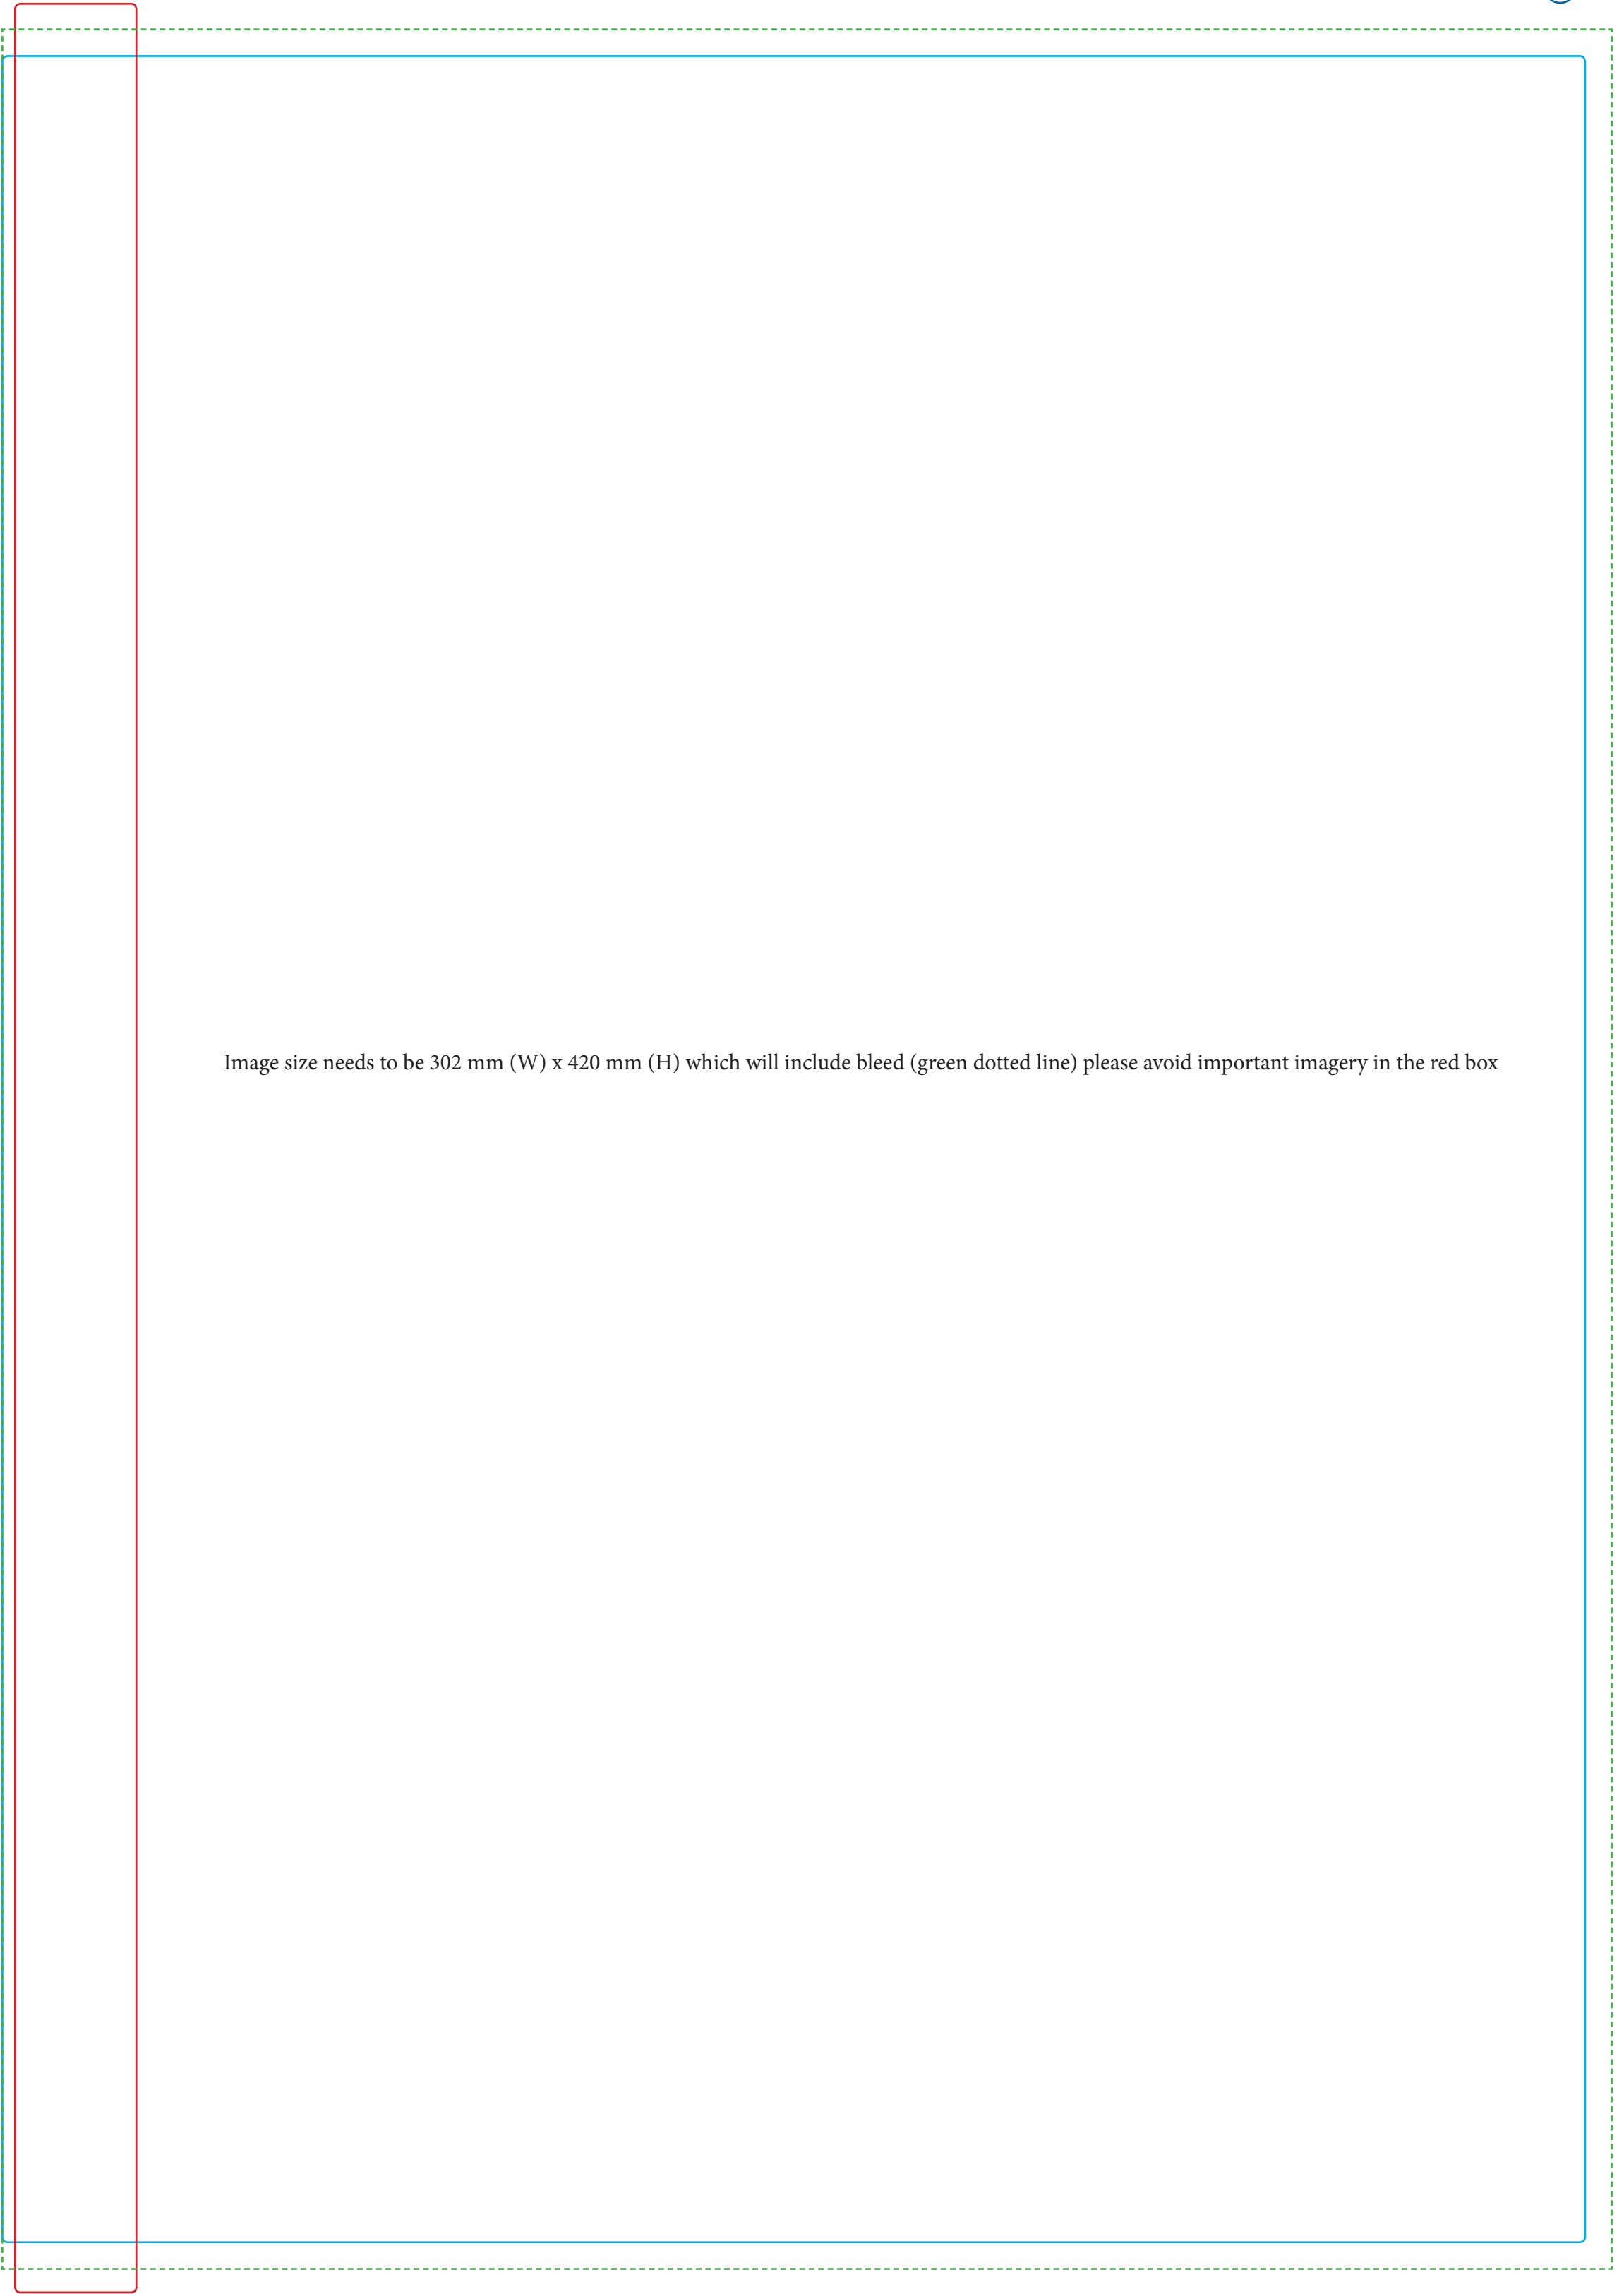 Image size needs to be 302 mm (W) x 420 mm (H) which will include bleed (green dotted line) please avoid important imagery in the red box